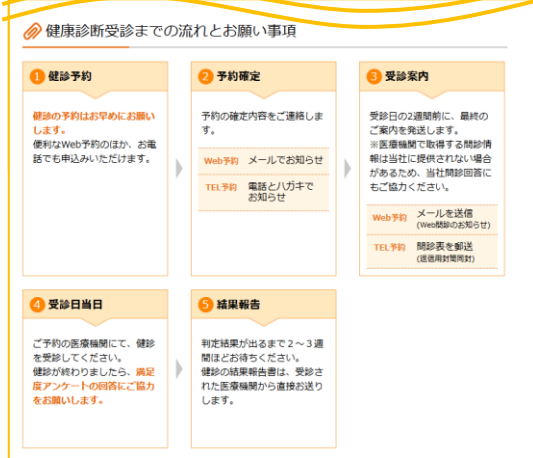 健康診断受診までの流れとお願い事項
1 健診予約
健診の予約はお早めにお願い
します。
便利なWeb予約のほか、お電
話でも申込みいただけます。
2 予約確定
予約の確定内容をご連絡しま
す。
Web予約 メールでお知らせ
TEL予約 電話とハガキで
お知らせ
3 受診案内
受診日の2週間前に、最終の
ご案内を発送します。
※医療機関で取得する問診情
報は当社に提供されない場合
があるため、当社問診回答に
もご協力ください。
Web予約 メールを送信
(Web問診のお知らせ)
TEL予約 問診表を郵送
(返信用封筒同封)
4 受診日当日
ご予約の医療機関にて、健診
を受診してください。
健診が終わりましたら、満足
度アンケートの回答にご協力
をお願いします。
5 結果報告
判定結果が出るまで2～3週
間ほどお待ちください。
健診の結果報告書は、受診さ
れた医療機関から直接お送り
します。